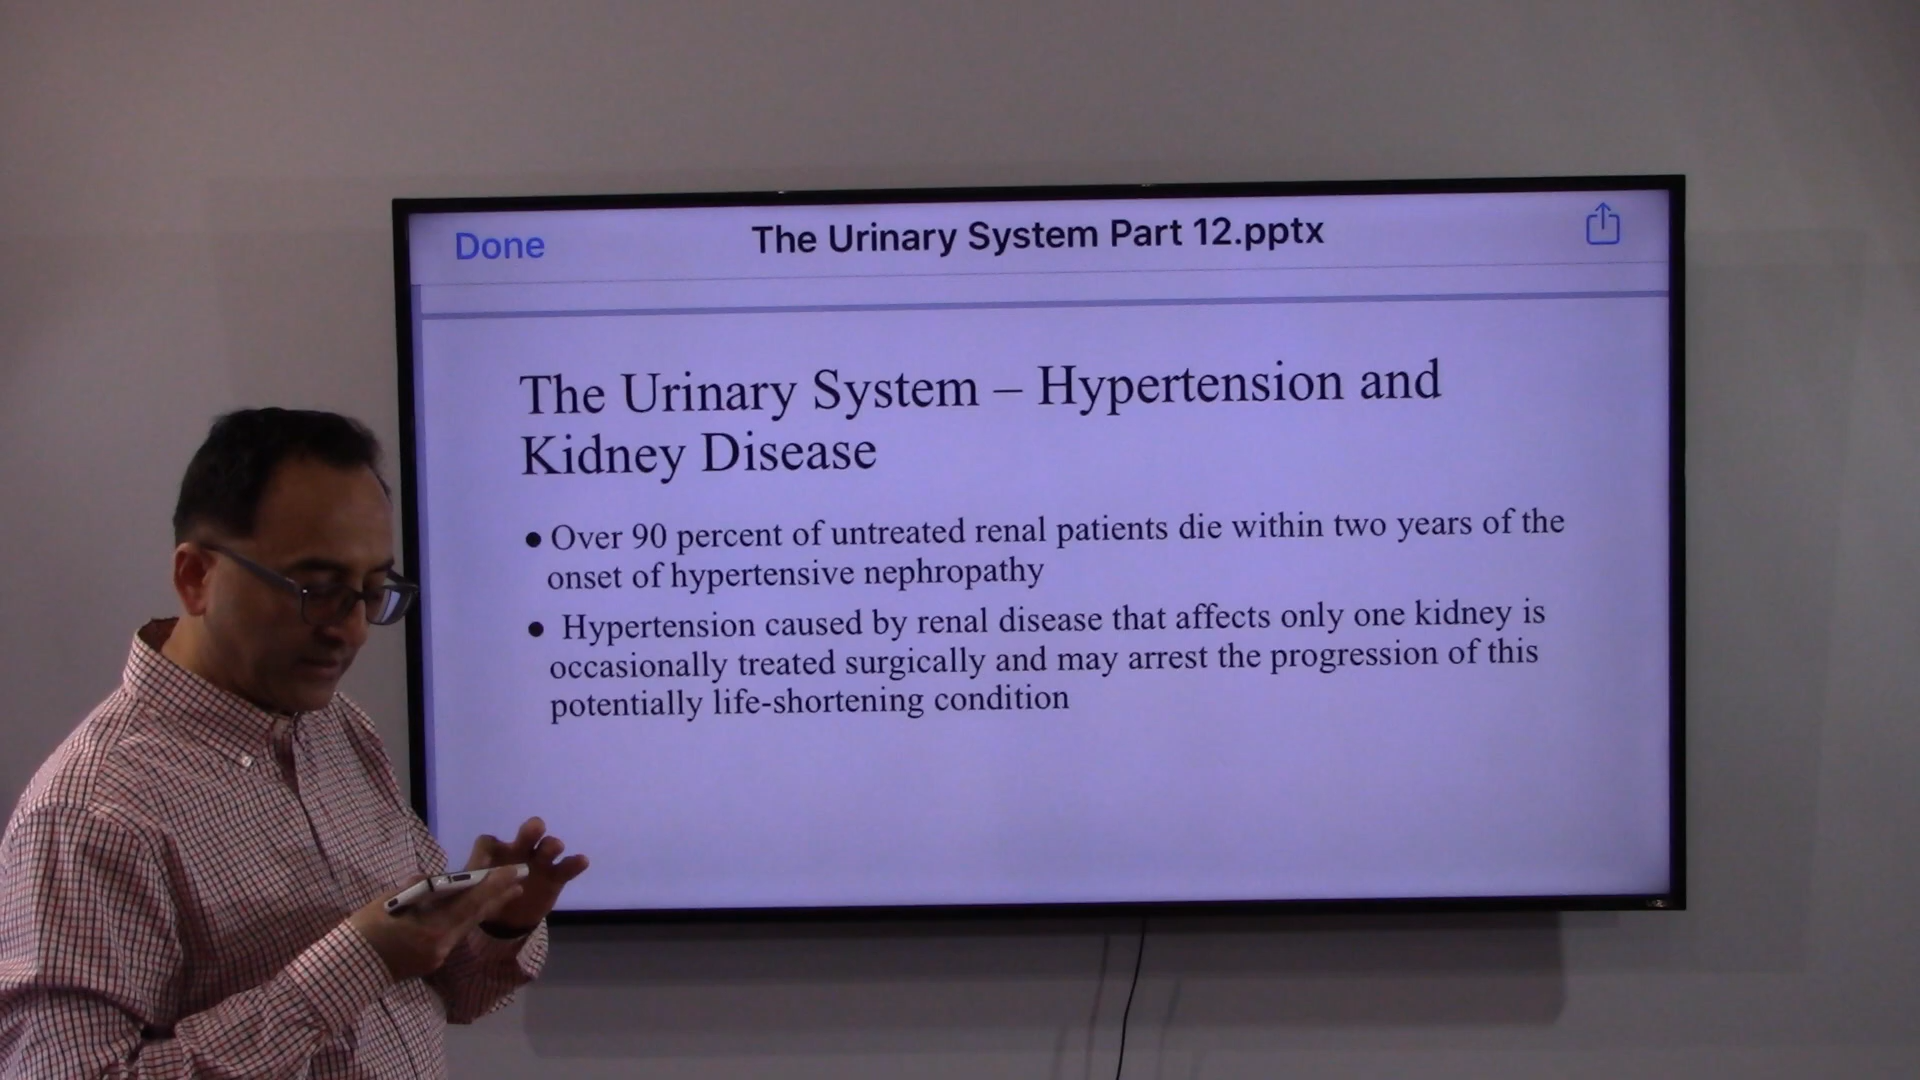 Done
The Urinary System Part 12.pptx
The Urinary System – Hypertension and
Kidney Disease
● Over 90 percent of untreated renal patients die within two years of the
onset of hypertensive nephropathy
● Hypertension caused by renal disease that affects only one kidney is
occasionally treated surgically and may arrest the progression of this
potentially life-shortening condition